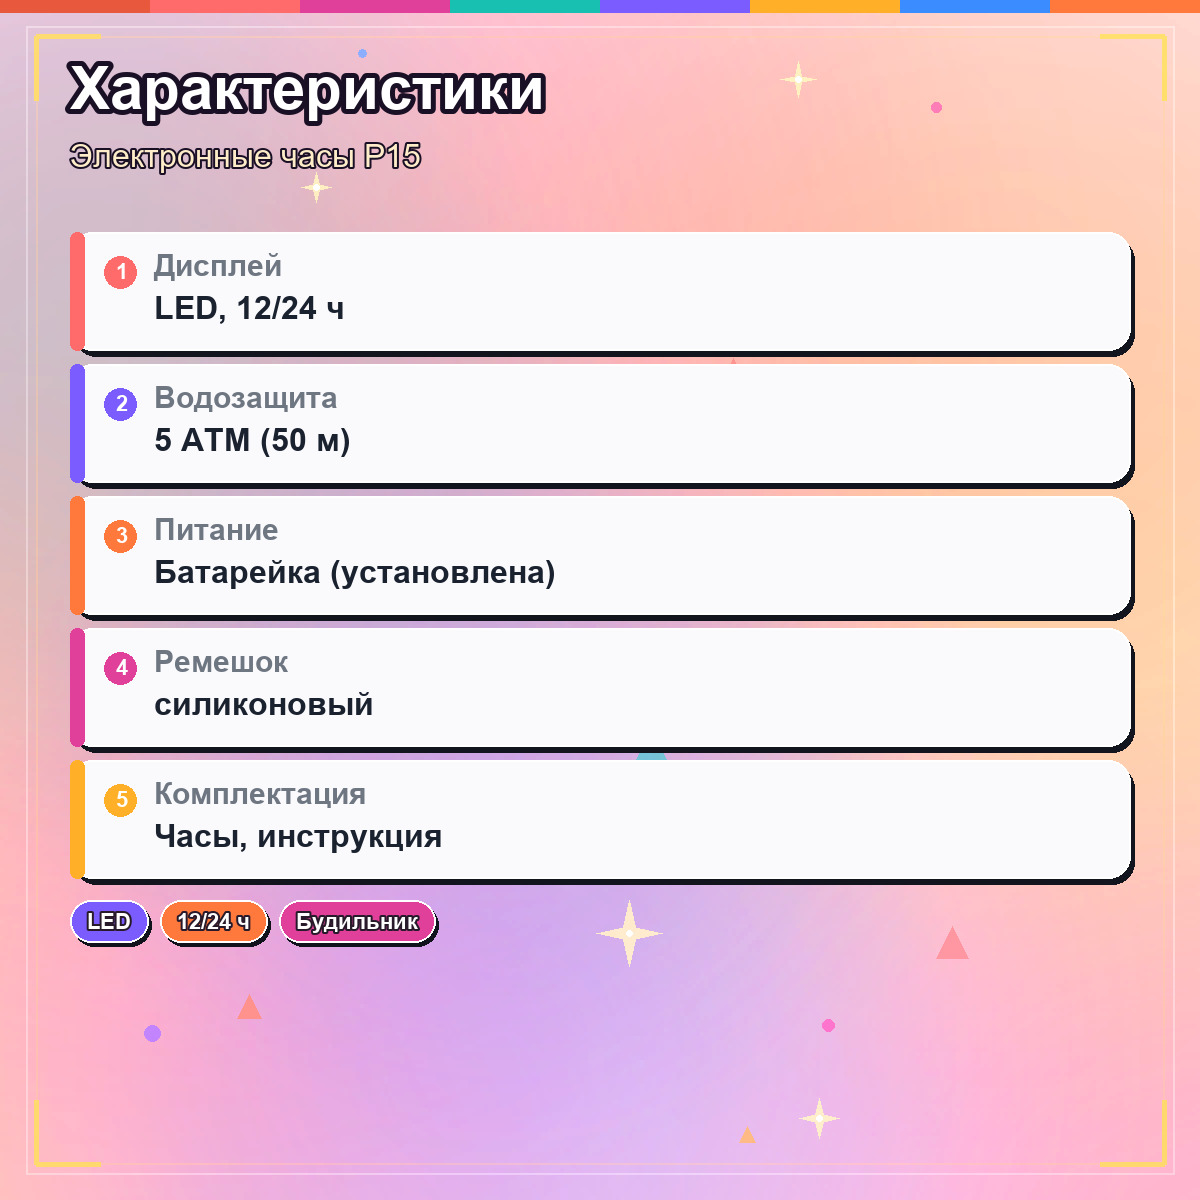 Характеристики
Электронные часы P15
1 Дисплей
LED, 12/24 ч
2 Водозащита
5 ATM (50 м)
3 Питание
Батарейка (установлена)
4 Ремешок
силиконовый
5 Комплектация
Часы, инструкция
LED 12/24 ч Будильник